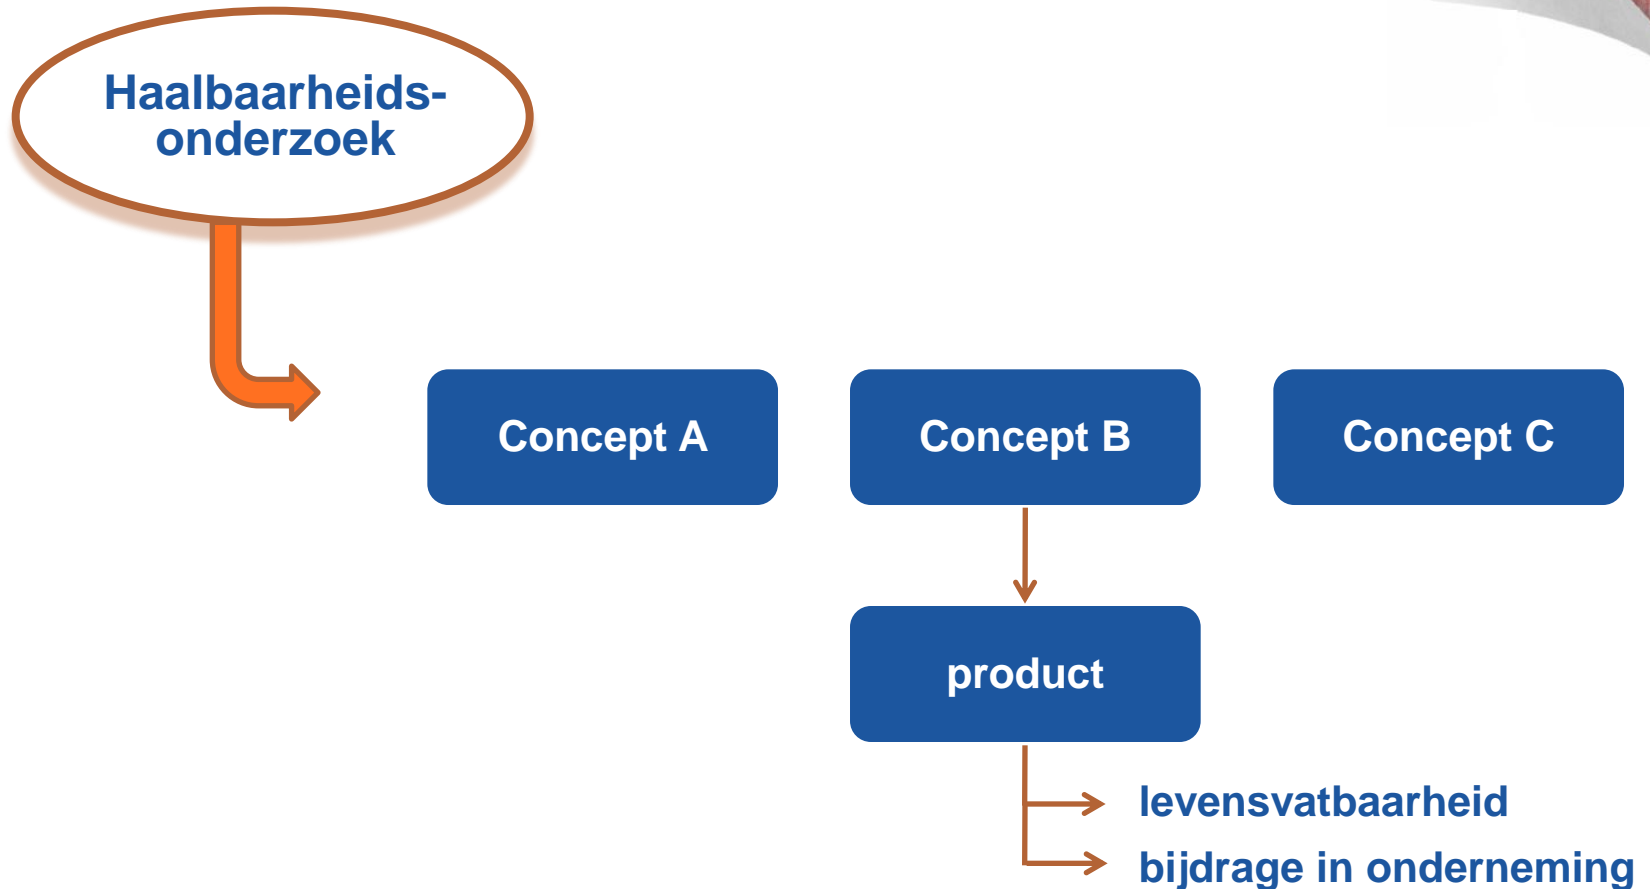 Haalbaarheids-
onderzoek
Concept A
Concept B
Concept C
product
levensvatbaarheid
bijdrage in onderneming